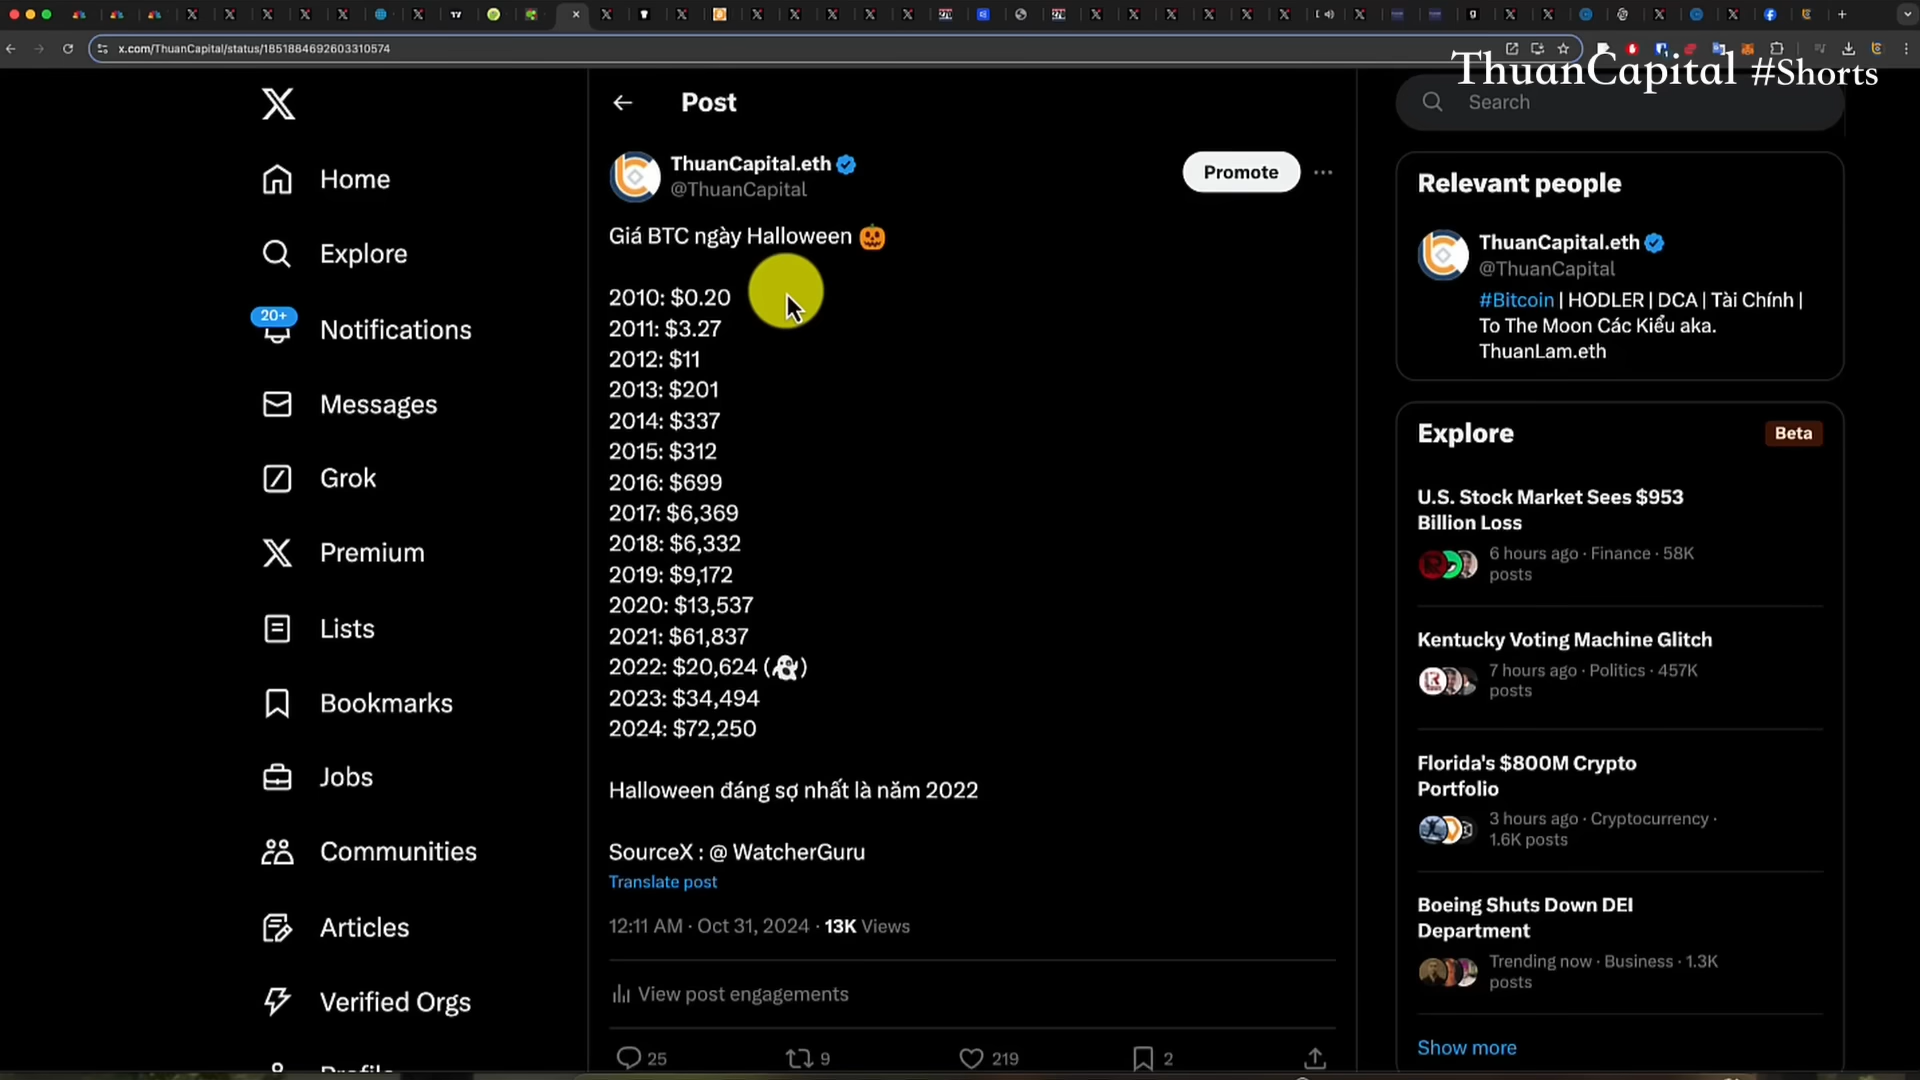 x.com/ThuanCapital/status/1851884692603310574
ThuanCapital #Shorts
Home
Explore
20+
Notifications
Messages
Grok
Premium
Lists
Bookmarks
Jobs
Communities
Articles
Verified Orgs
Post
ThuanCapital.eth
@ThuanCapital
Promote
Giá BTC ngày Halloween 🎃
2010: $0.20
2011: $3.27
2012: $11
2013: $201
2014: $337
2015: $312
2016: $699
2017: $6,369
2018: $6,332
2019: $9,172
2020: $13,537
2021: $61,837
2022: $20,624 (👻)
2023: $34,494
2024: $72,250
Halloween đáng sợ nhất là năm 2022
SourceX : @ WatcherGuru
Translate post
12:11 AM · Oct 31, 2024 · 13K Views
View post engagements
25
9
219
2
Search
Relevant people
ThuanCapital.eth
@ThuanCapital
#Bitcoin | HODLER | DCA | Tài Chính |
To The Moon Các Kiểu aka.
ThuanLam.eth
Explore
Beta
U.S. Stock Market Sees $953
Billion Loss
6 hours ago · Finance · 58K
posts
Kentucky Voting Machine Glitch
7 hours ago · Politics · 457K
posts
Florida's $800M Crypto
Portfolio
3 hours ago · Cryptocurrency ·
1.6K posts
Boeing Shuts Down DEI
Department
Trending now · Business · 1.3K
posts
Show more